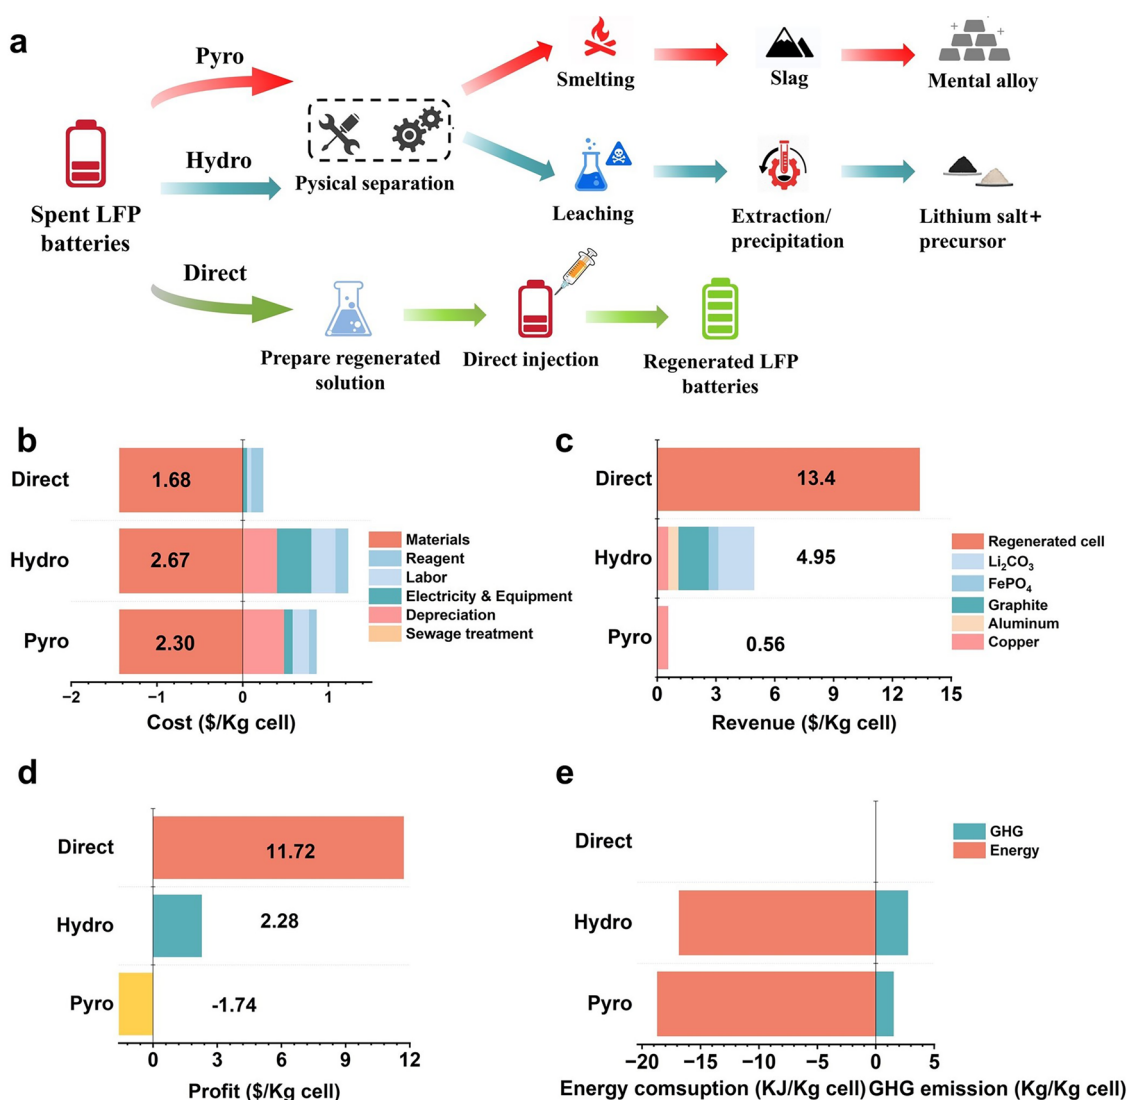 a
Pyro
Hydro
Direct
Spent LFP
batteries
Pysical separation
Smelting
Slag
Mental alloy
Leaching
Extraction/
precipitation
Lithium salt+
precursor
Prepare regenerated
solution
Direct injection
Regenerated LFP
batteries
b
Direct
1.68
Hydro
2.67
Pyro
2.30
Materials
Reagent
Labor
Electricity & Equipment
Depreciation
Sewage treatment
−2 −1 0 1
Cost ($/Kg cell)
c
Direct
13.4
Hydro
4.95
Pyro
0.56
Regenerated cell
Li₂CO₃
FePO₄
Graphite
Aluminum
Copper
0 3 6 9 12 15
Revenue ($/Kg cell)
d
Direct
11.72
Hydro
2.28
Pyro
-1.74
0 3 6 9 12
Profit ($/Kg cell)
e
Direct
Hydro
Pyro
GHG
Energy
−20 −15 −10 −5 0 5
Energy comsuption (KJ/Kg cell) GHG emission (Kg/Kg cell)